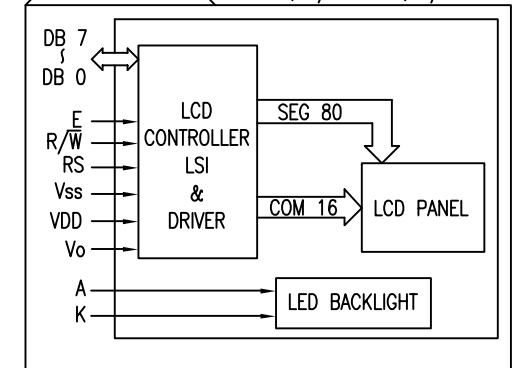 DB 7
∫
DB 0
E
R/W̅
RS
Vss
VDD
Vo
A
K
LCD
CONTROLLER
LSI
&
DRIVER
SEG 80
COM 16
LCD PANEL
LED BACKLIGHT